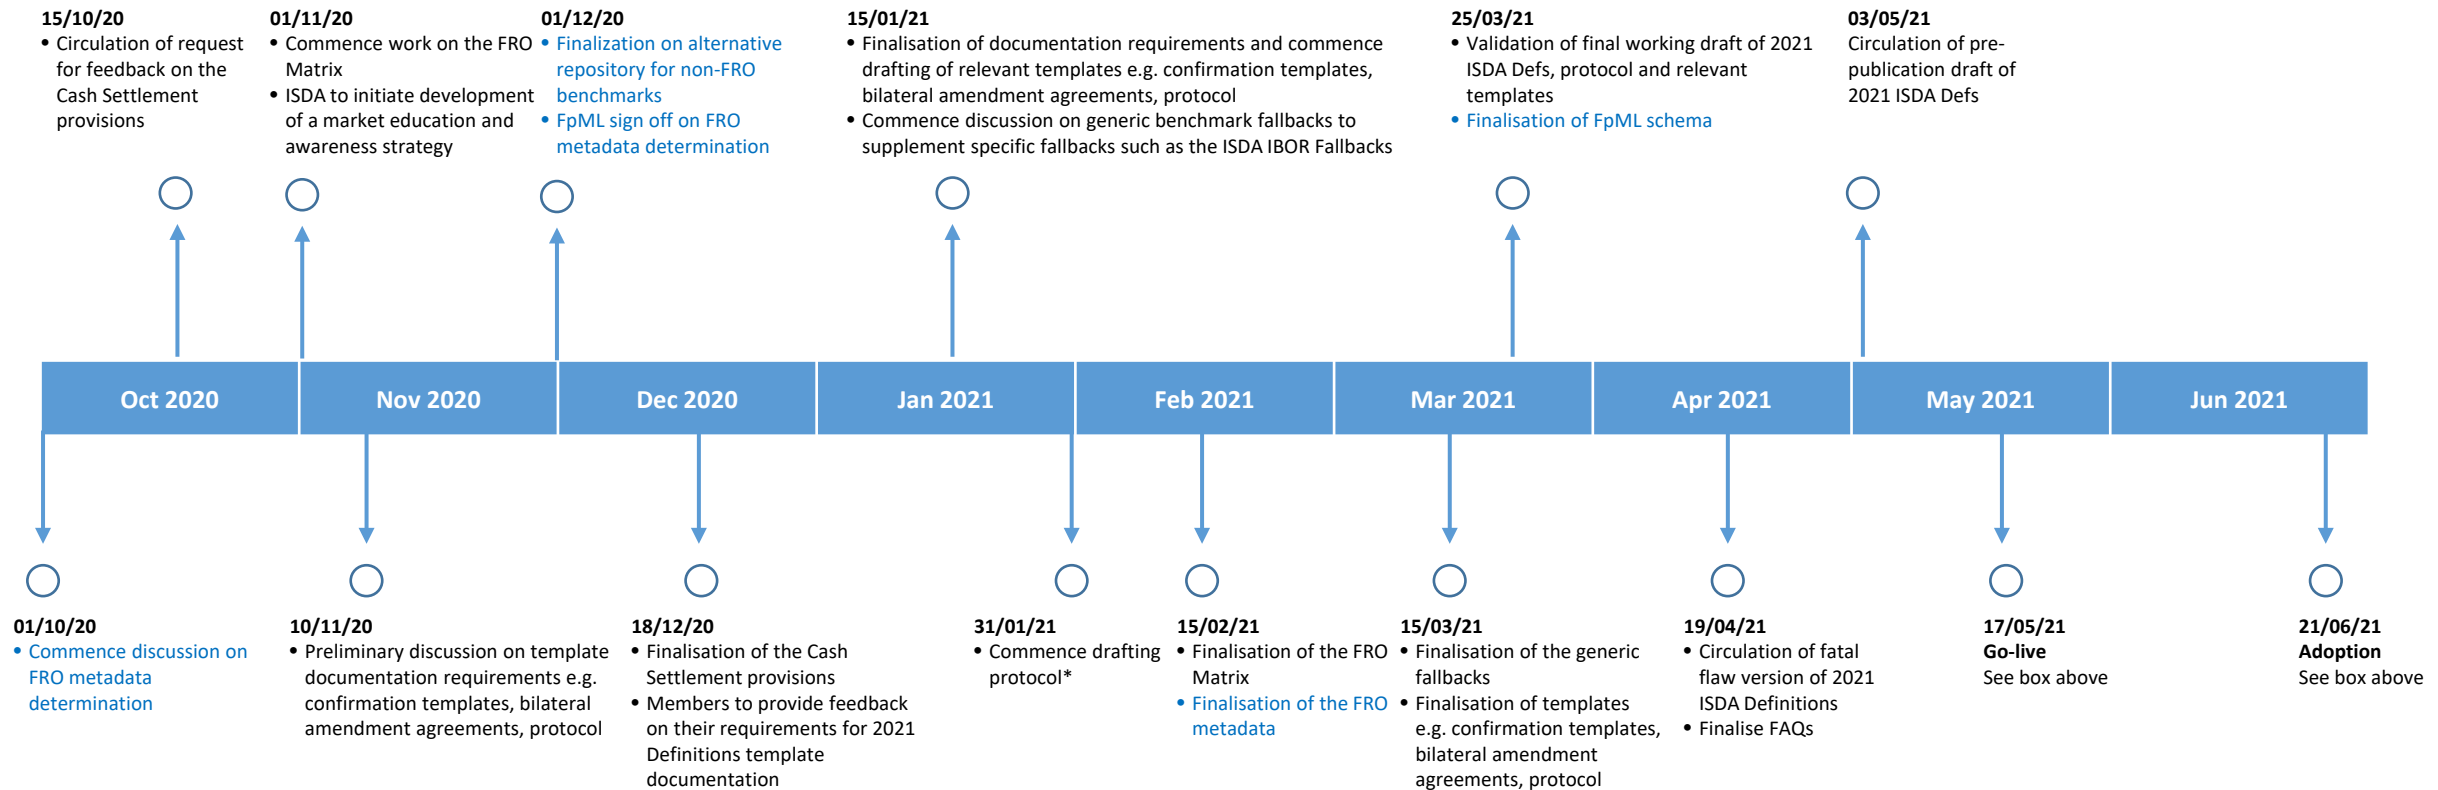 15/10/20
• Circulation of request
for feedback on the
Cash Settlement
provisions
01/11/20
• Commence work on the FRO
Matrix
• ISDA to initiate development
of a market education and
awareness strategy
01/12/20
• Finalization on alternative
repository for non-FRO
benchmarks
• FpML sign off on FRO
metadata determination
15/01/21
• Finalisation of documentation requirements and commence
drafting of relevant templates e.g. confirmation templates,
bilateral amendment agreements, protocol
• Commence discussion on generic benchmark fallbacks to
supplement specific fallbacks such as the ISDA IBOR Fallbacks
25/03/21
• Validation of final working draft of 2021
ISDA Defs, protocol and relevant
templates
• Finalisation of FpML schema
03/05/21
Circulation of pre-
publication draft of
2021 ISDA Defs
Oct 2020
Nov 2020
Dec 2020
Jan 2021
Feb 2021
Mar 2021
Apr 2021
May 2021
Jun 2021
01/10/20
• Commence discussion on
FRO metadata
determination
10/11/20
• Preliminary discussion on template
documentation requirements e.g.
confirmation templates, bilateral
amendment agreements, protocol
18/12/20
• Finalisation of the Cash
Settlement provisions
• Members to provide feedback
on their requirements for 2021
Definitions template
documentation
31/01/21
• Commence drafting
protocol*
15/02/21
• Finalisation of the FRO
Matrix
• Finalisation of the FRO
metadata
15/03/21
• Finalisation of the generic
fallbacks
• Finalisation of templates
e.g. confirmation templates,
bilateral amendment
agreements, protocol
19/04/21
• Circulation of fatal
flaw version of 2021
ISDA Definitions
• Finalise FAQs
17/05/21
Go-live
See box above
21/06/21
Adoption
See box above